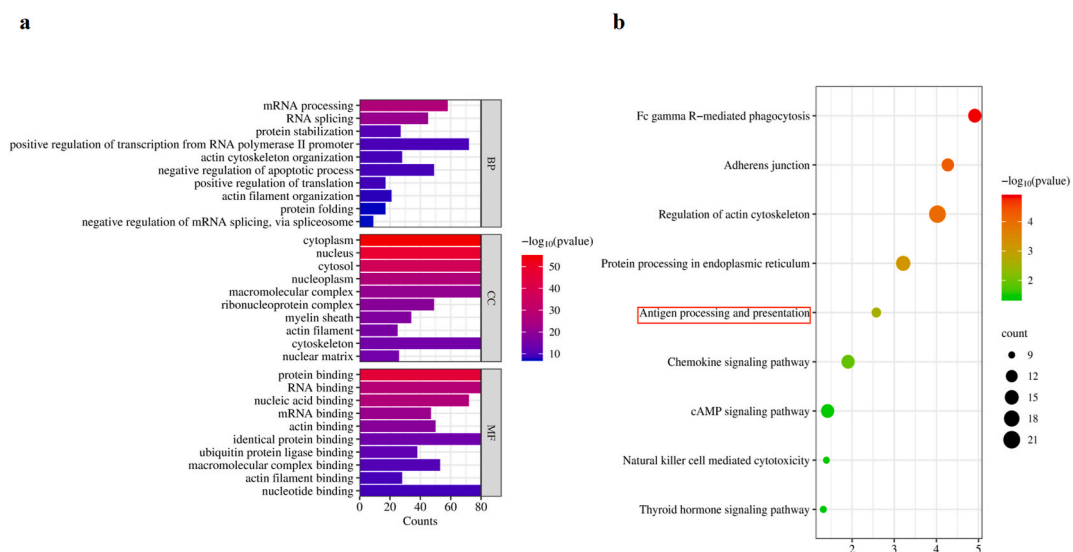 a
mRNA processing
RNA splicing
protein stabilization
positive regulation of transcription from RNA polymerase II promoter
actin cytoskeleton organization
negative regulation of apoptotic process
positive regulation of translation
actin filament organization
protein folding
negative regulation of mRNA splicing, via spliceosome
BP
cytoplasm
nucleus
cytosol
nucleoplasm
macromolecular complex
ribonucleoprotein complex
myelin sheath
actin filament
cytoskeleton
nuclear matrix
CC
protein binding
RNA binding
nucleic acid binding
mRNA binding
actin binding
identical protein binding
ubiquitin protein ligase binding
macromolecular complex binding
actin filament binding
nucleotide binding
MF
0 20 40 60 80
Counts
−log10(pvalue)
50
40
30
20
10
b
Fc gamma R-mediated phagocytosis
Adherens junction
Regulation of actin cytoskeleton
Protein processing in endoplasmic reticulum
Antigen processing and presentation
Chemokine signaling pathway
cAMP signaling pathway
Natural killer cell mediated cytotoxicity
Thyroid hormone signaling pathway
2 3 4 5
−log10(pvalue)
4
3
2
count
9
12
15
18
21